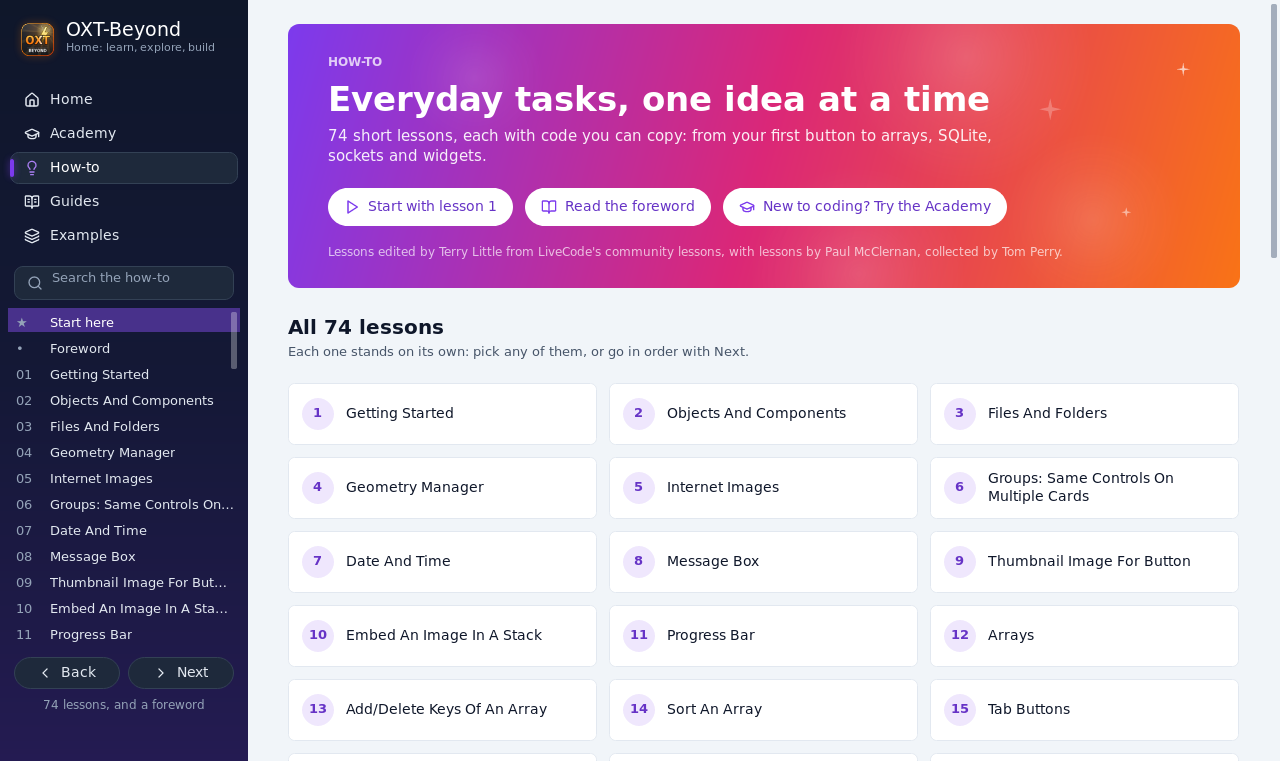 OXT
BEYOND
OXT-Beyond
Home: learn, explore, build
Home
Academy
How-to
Guides
Examples
Search the how-to
★ Start here
• Foreword
01 Getting Started
02 Objects And Components
03 Files And Folders
04 Geometry Manager
05 Internet Images
06 Groups: Same Controls On...
07 Date And Time
08 Message Box
09 Thumbnail Image For But...
10 Embed An Image In A Sta...
11 Progress Bar
Back Next
74 lessons, and a foreword
HOW-TO
Everyday tasks, one idea at a time
74 short lessons, each with code you can copy: from your first button to arrays, SQLite,
sockets and widgets.
Start with lesson 1 Read the foreword New to coding? Try the Academy
Lessons edited by Terry Little from LiveCode's community lessons, with lessons by Paul McClernan, collected by Tom Perry.
All 74 lessons
Each one stands on its own: pick any of them, or go in order with Next.
1 Getting Started
2 Objects And Components
3 Files And Folders
4 Geometry Manager
5 Internet Images
6 Groups: Same Controls On
Multiple Cards
7 Date And Time
8 Message Box
9 Thumbnail Image For Button
10 Embed An Image In A Stack
11 Progress Bar
12 Arrays
13 Add/Delete Keys Of An Array
14 Sort An Array
15 Tab Buttons